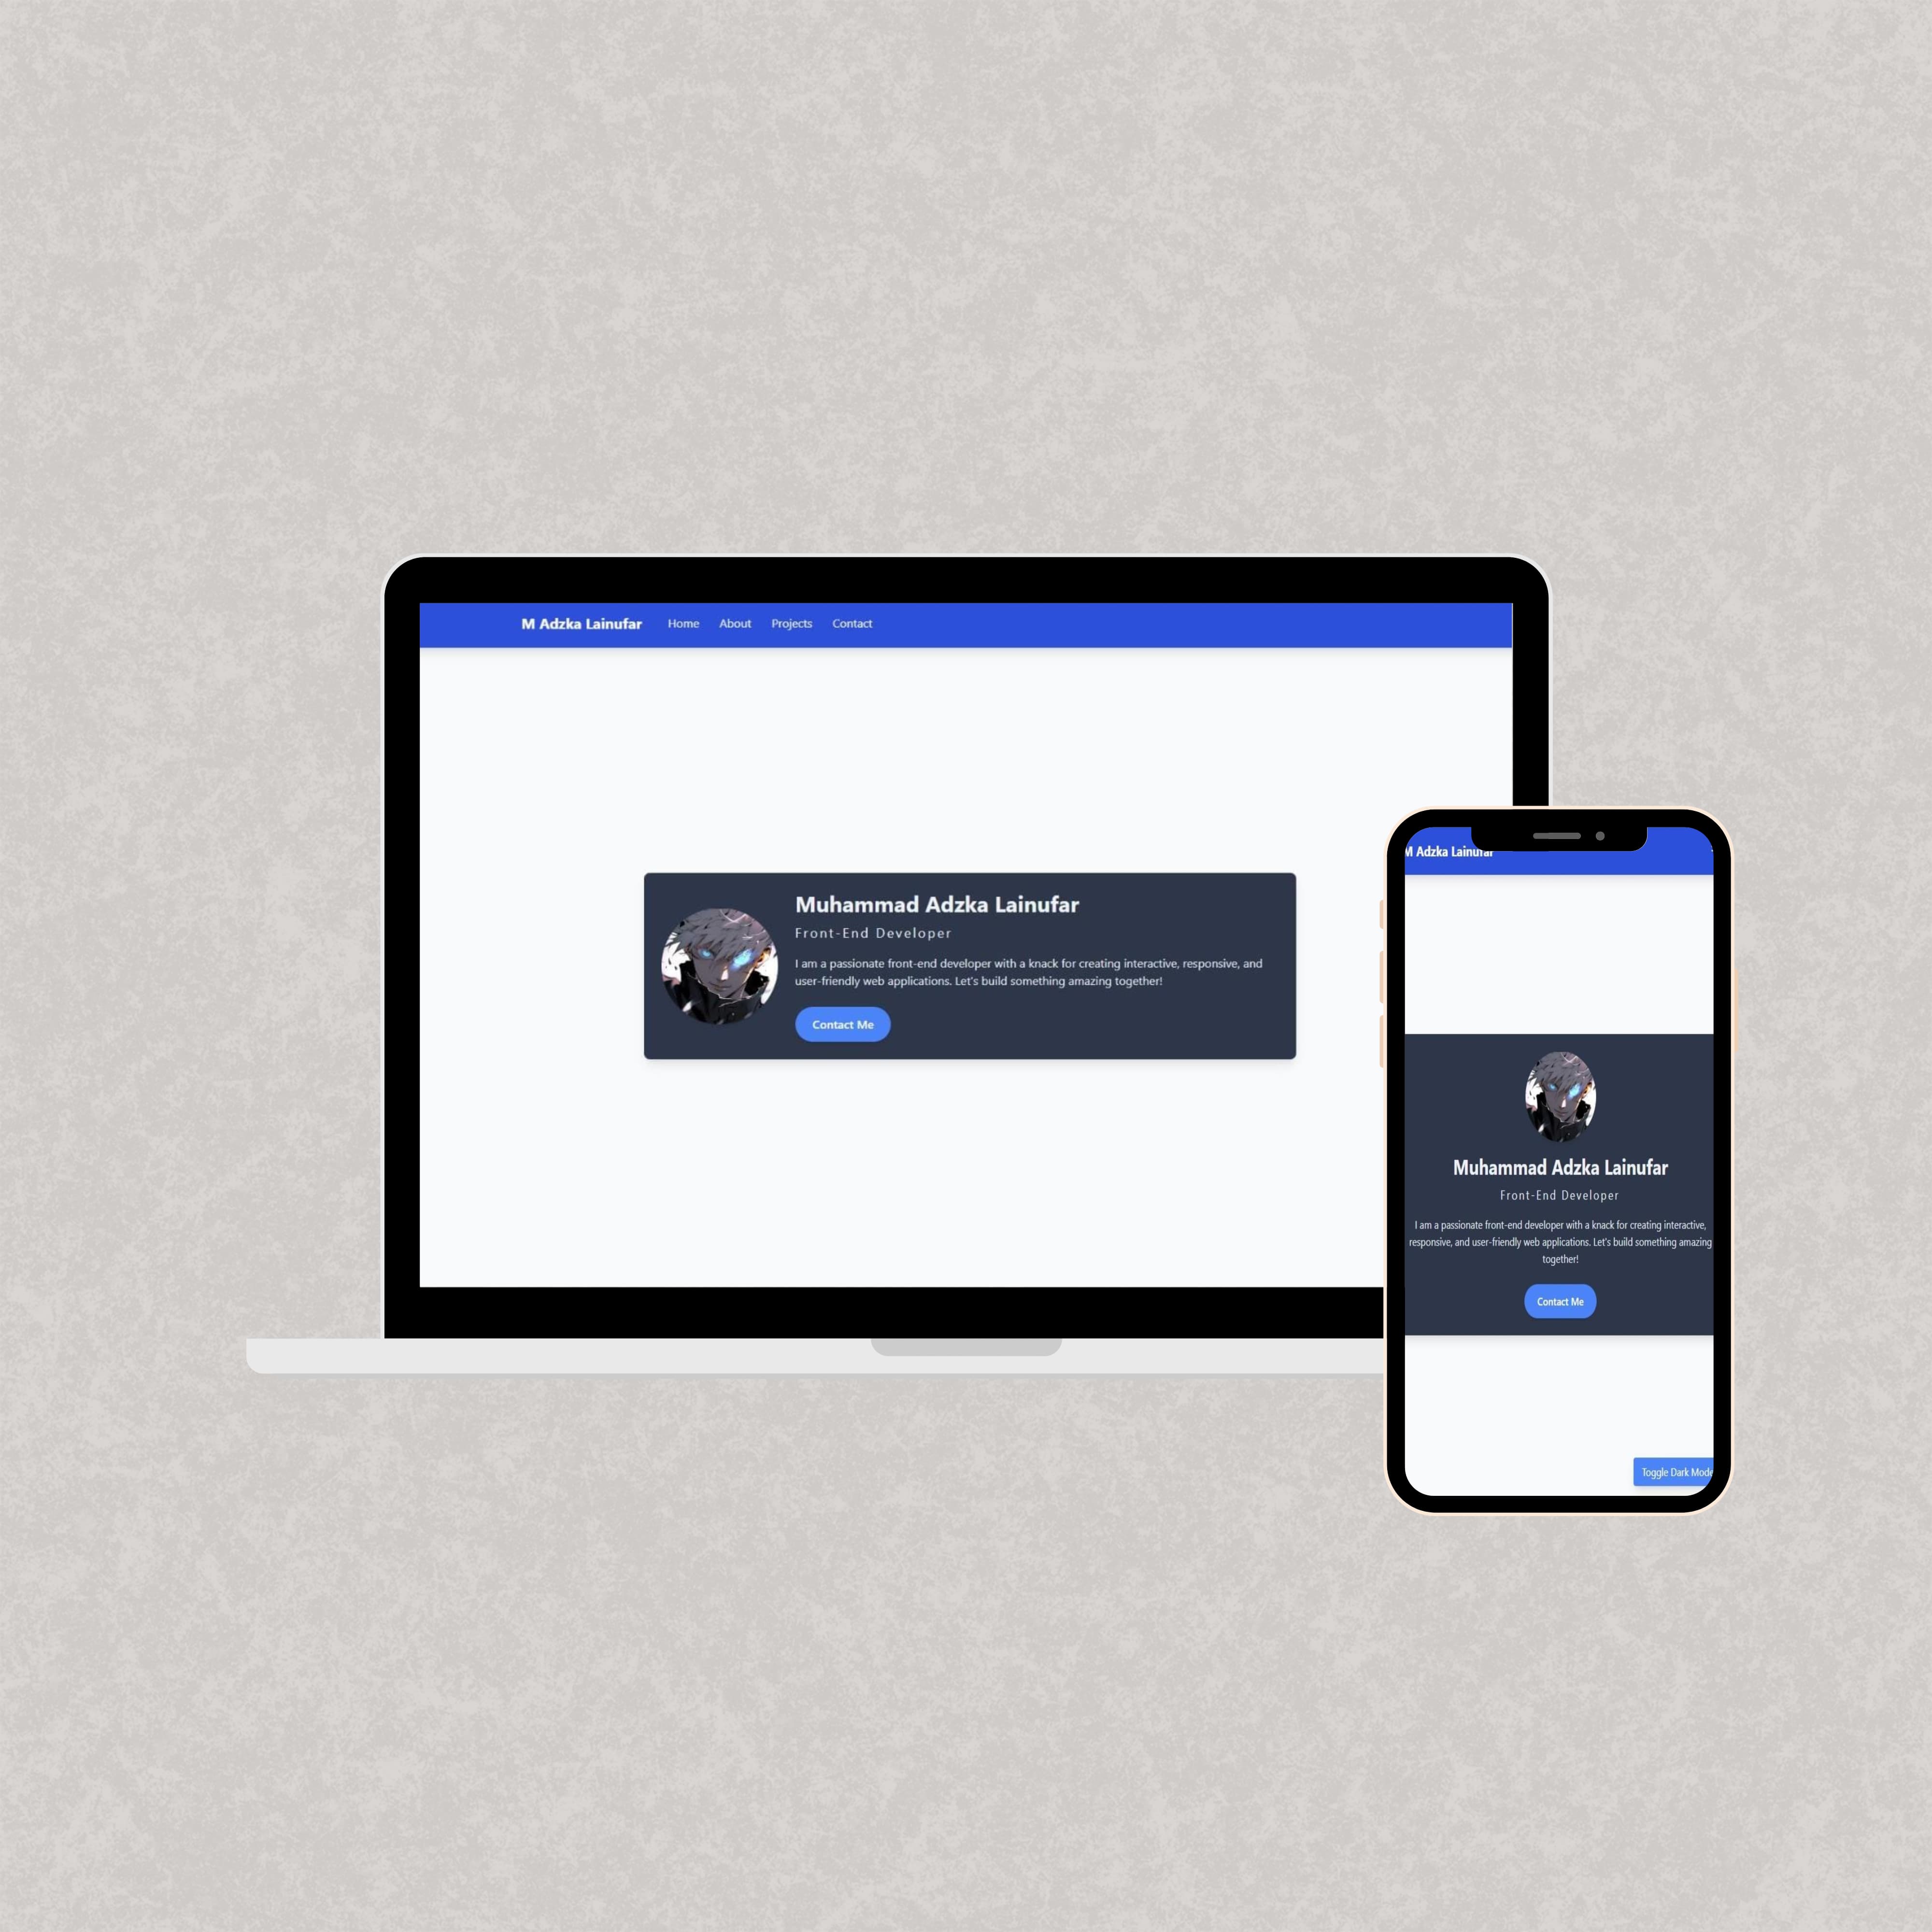 M Adzka Lainufar Home About Projects Contact
Muhammad Adzka Lainufar
Front-End Developer
I am a passionate front-end developer with a knack for creating interactive, responsive, and
user-friendly web applications. Let's build something amazing together!
Contact Me
M Adzka Lainufar
Muhammad Adzka Lainufar
Front-End Developer
I am a passionate front-end developer with a knack for creating interactive,
responsive, and user-friendly web applications. Let's build something amazing
together!
Contact Me
Toggle Dark Mode